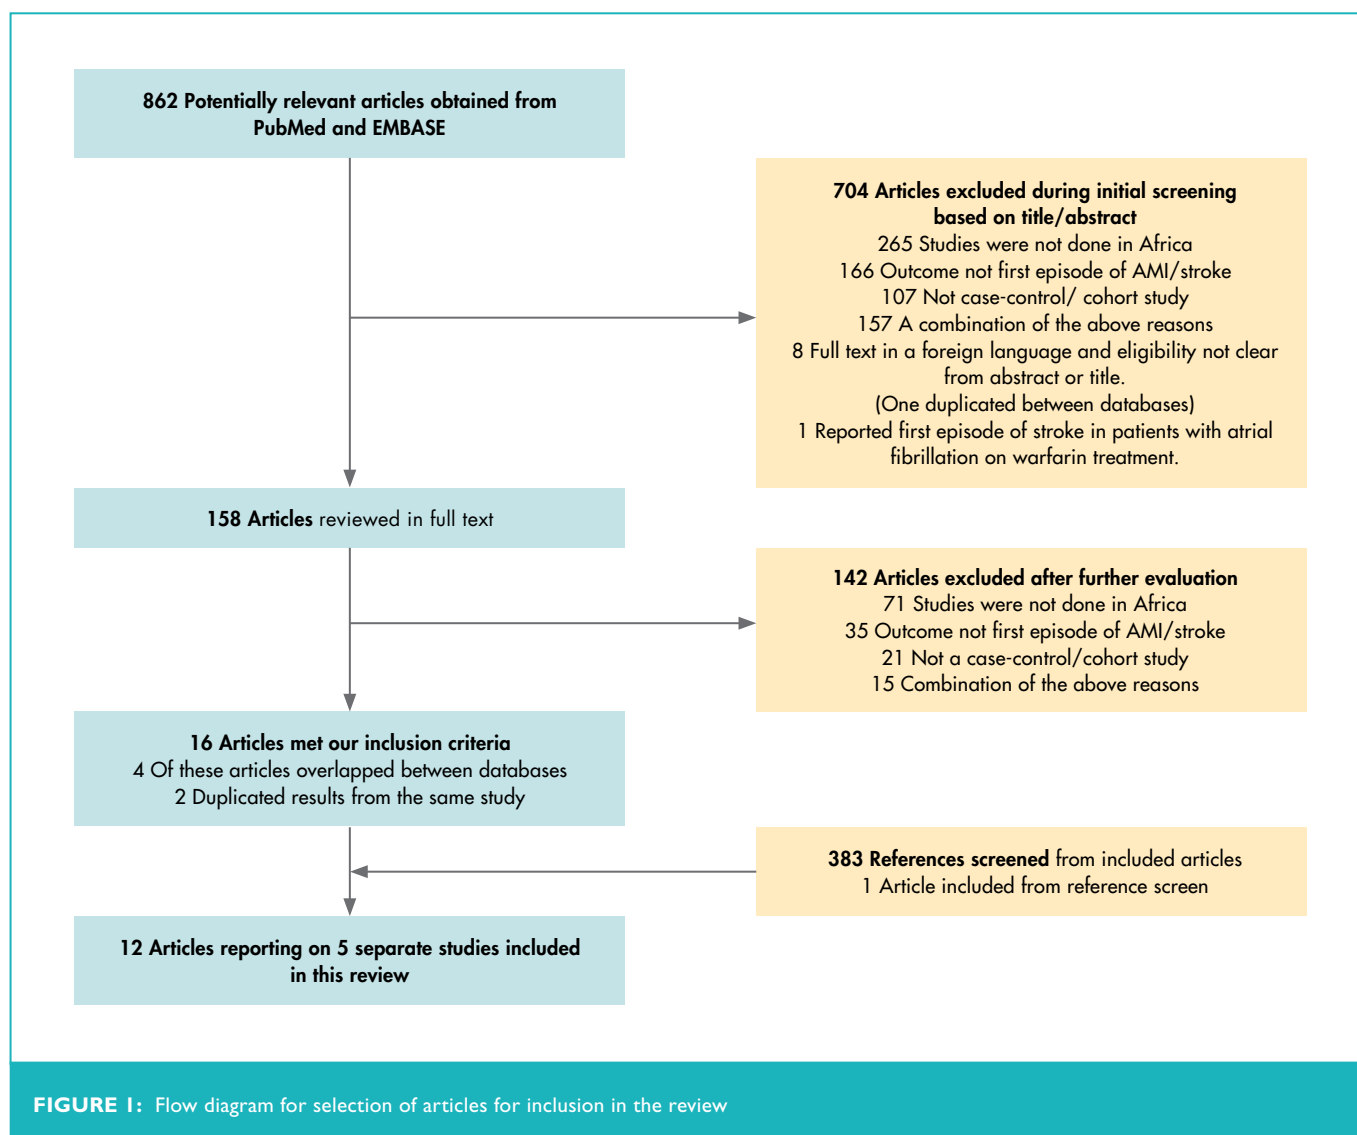 862 Potentially relevant articles obtained from
PubMed and EMBASE
704 Articles excluded during initial screening
based on title/abstract
265 Studies were not done in Africa
166 Outcome not first episode of AMI/stroke
107 Not case-control/ cohort study
157 A combination of the above reasons
8 Full text in a foreign language and eligibility not clear
from abstract or title.
(One duplicated between databases)
1 Reported first episode of stroke in patients with atrial
fibrillation on warfarin treatment.
158 Articles reviewed in full text
142 Articles excluded after further evaluation
71 Studies were not done in Africa
35 Outcome not first episode of AMI/stroke
21 Not a case-control/cohort study
15 Combination of the above reasons
16 Articles met our inclusion criteria
4 Of these articles overlapped between databases
2 Duplicated results from the same study
383 References screened from included articles
1 Article included from reference screen
12 Articles reporting on 5 separate studies included
in this review
FIGURE 1: Flow diagram for selection of articles for inclusion in the review